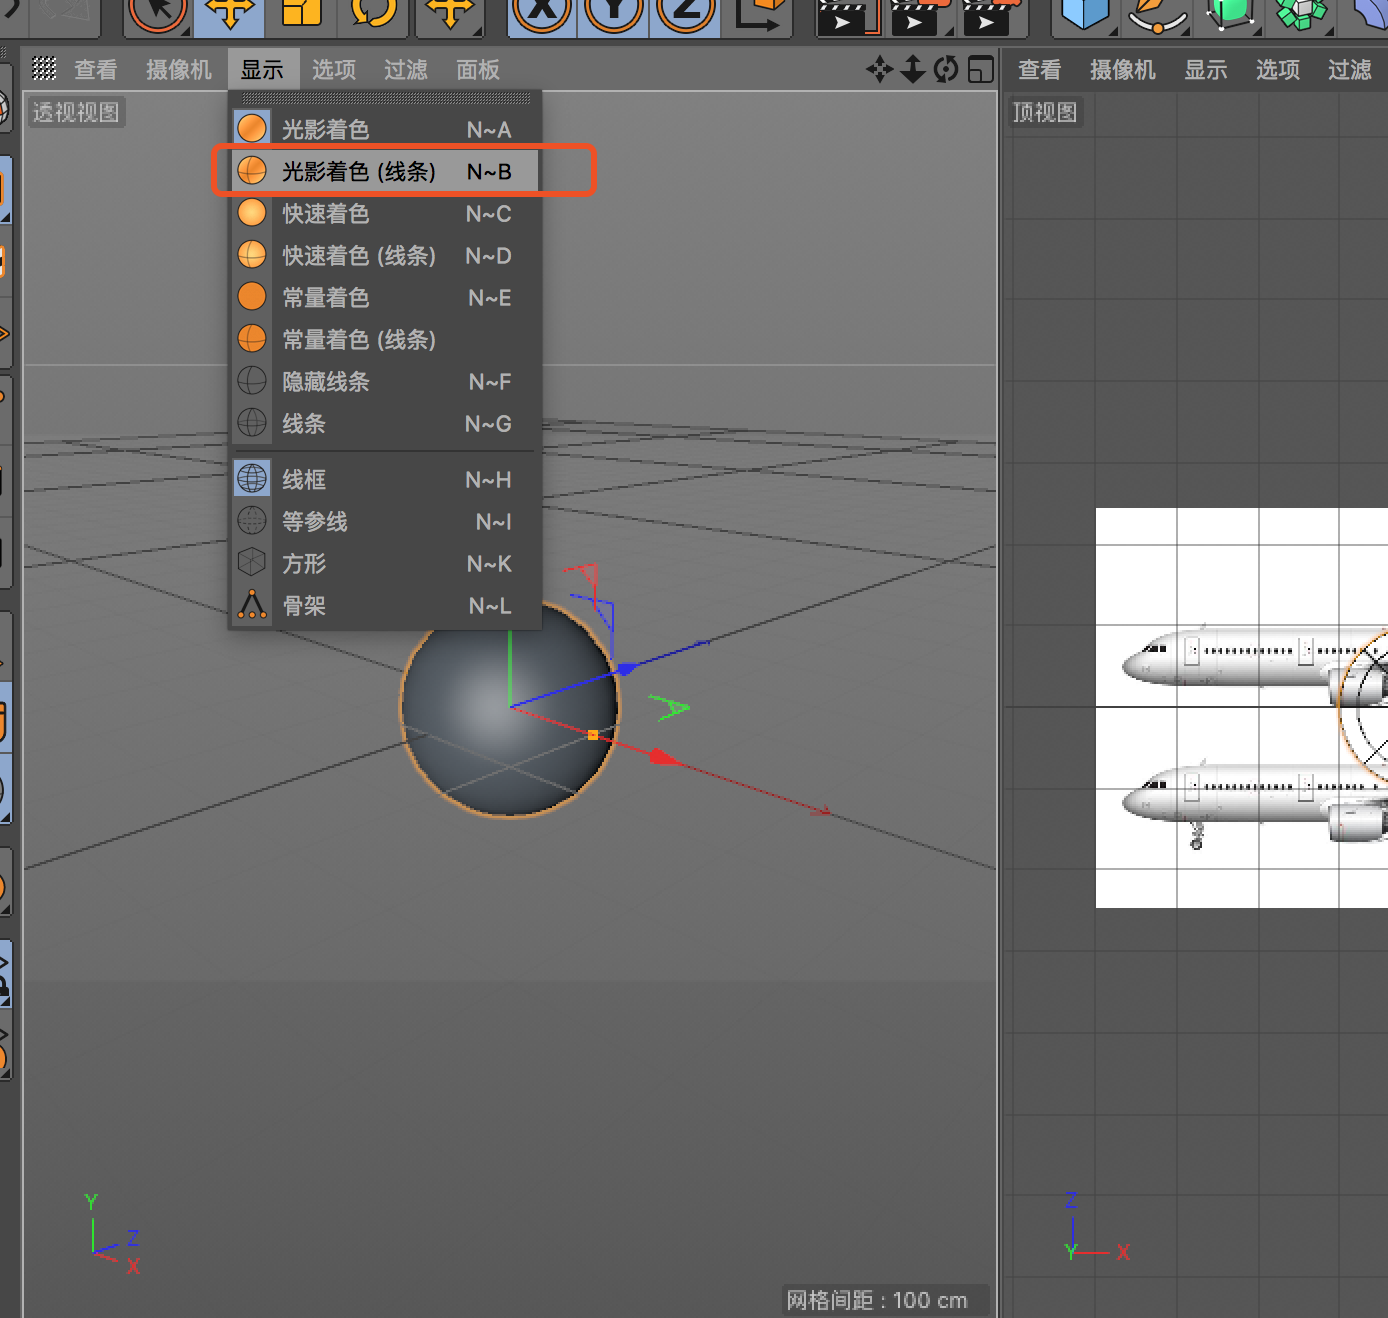 X Y Z
查看 摄像机 显示 选项 过滤 面板
查看 摄像机 显示 选项 过滤
透视视图
顶视图
光影着色 N~A
光影着色 (线条) N~B
快速着色 N~C
快速着色 (线条) N~D
常量着色 N~E
常量着色 (线条)
隐藏线条 N~F
线条 N~G
线框 N~H
等参线 N~I
方形 N~K
骨架 N~L
Y
Z
X
Z
Y X
网格间距 : 100 cm